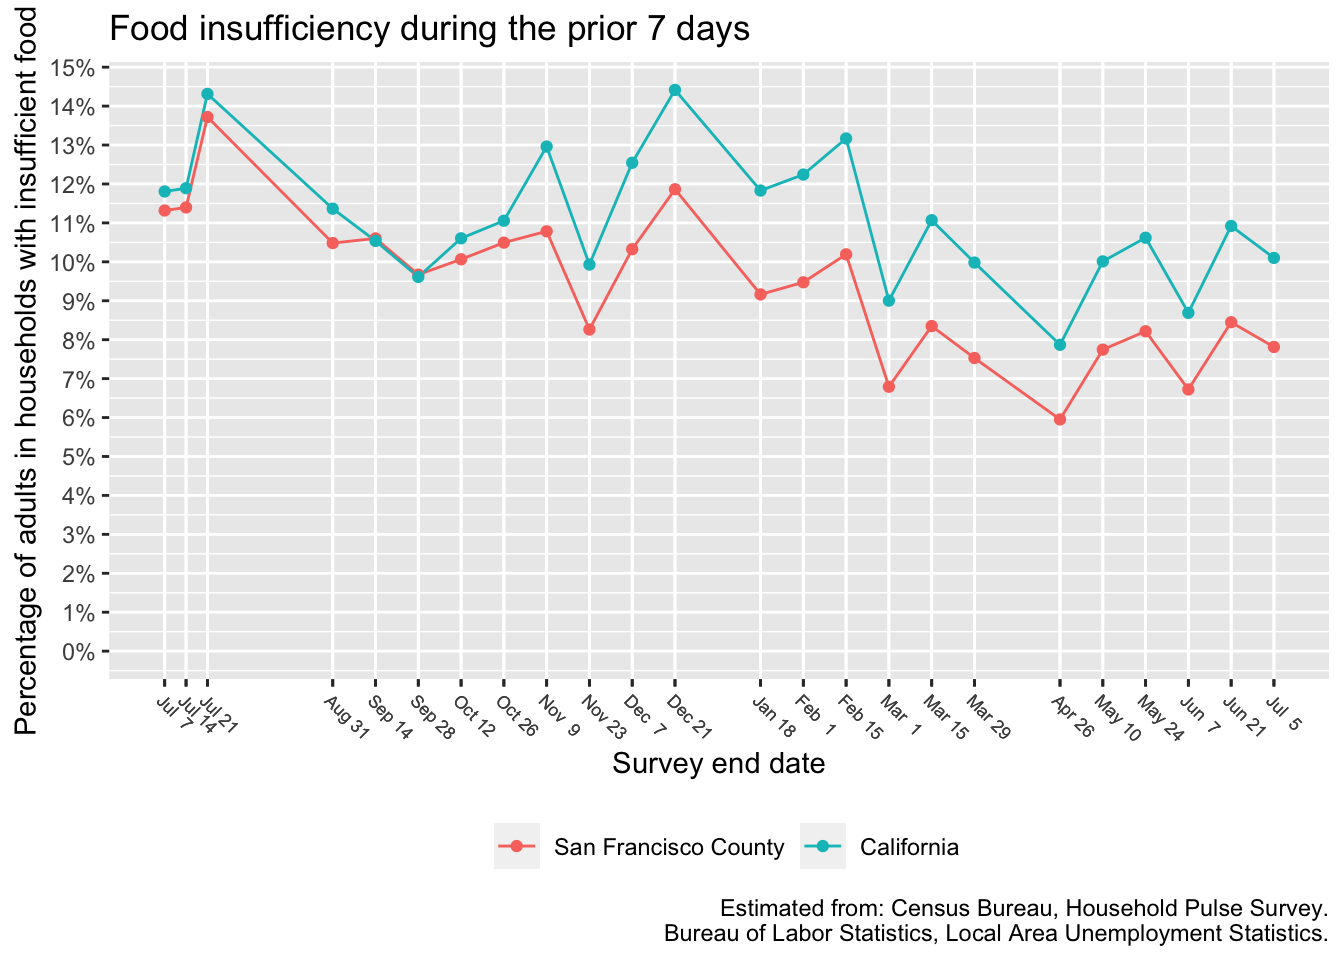 Food insufficiency during the prior 7 days
Percentage of adults in households with insufficient food
15%
14%
13%
12%
11%
10%
9%
8%
7%
6%
5%
4%
3%
2%
1%
0%
Jul 7
Jul 14
Jul 21
Aug 31
Sep 14
Sep 28
Oct 12
Oct 26
Nov 9
Nov 23
Dec 7
Dec 21
Jan 18
Feb 1
Feb 15
Mar 1
Mar 15
Mar 29
Apr 26
May 10
May 24
Jun 7
Jun 21
Jul 5
Survey end date
San Francisco County
California
Estimated from: Census Bureau, Household Pulse Survey.
Bureau of Labor Statistics, Local Area Unemployment Statistics.